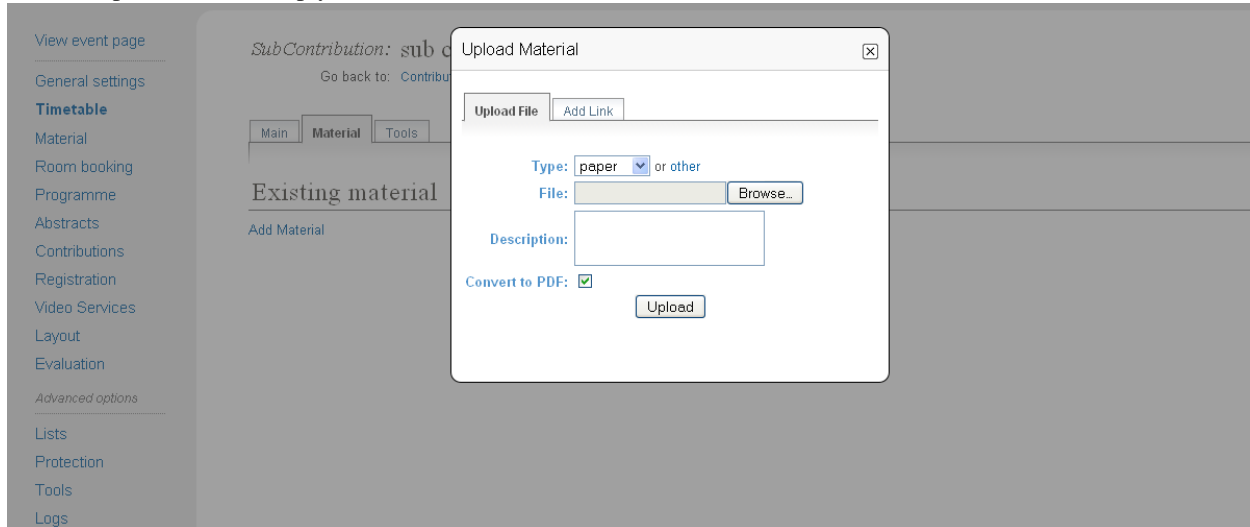 View event page
General settings
Timetable
Material
Room booking
Programme
Abstracts
Contributions
Registration
Video Services
Layout
Evaluation
Advanced options
Lists
Protection
Tools
Logs
SubContribution: sub c
Go back to: Contribu
Main Material Tools
Existing material
Add Material
Upload Material
Upload File Add Link
Type: paper or other
File: Browse...
Description:
Convert to PDF:
Upload